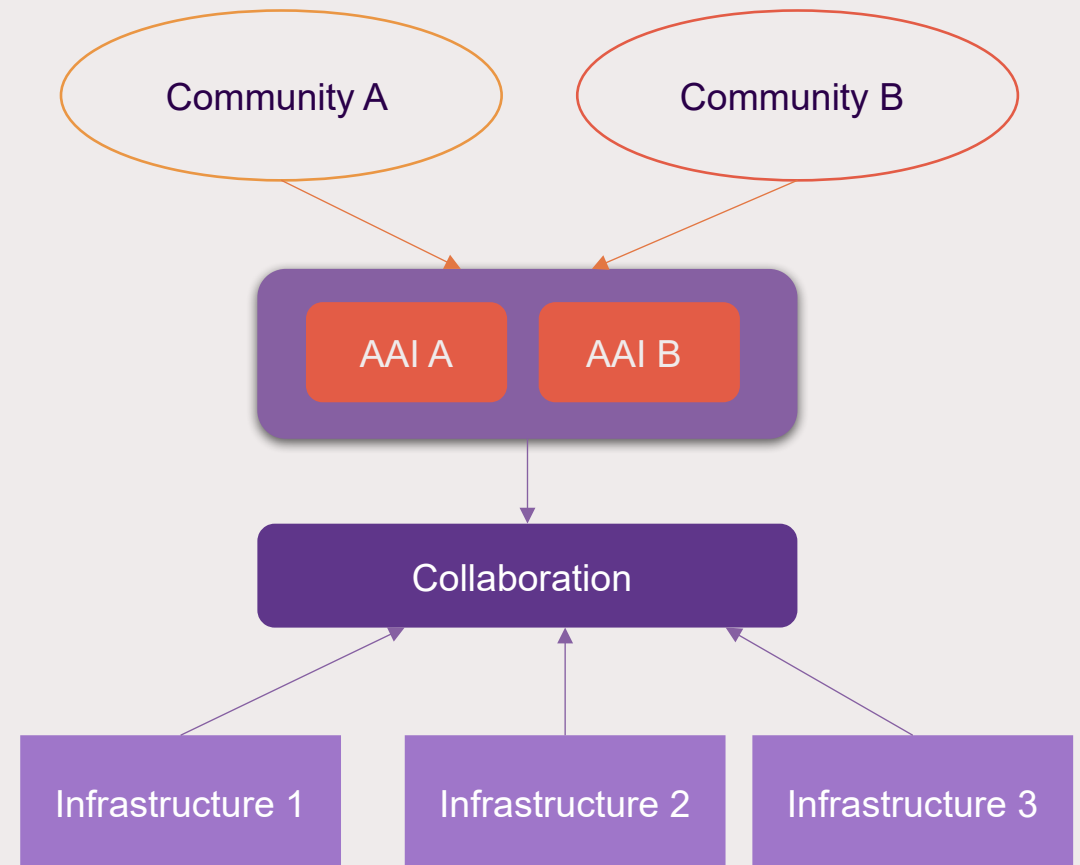 Community A
Community B
AAI A
AAI B
Collaboration
Infrastructure 1
Infrastructure 2
Infrastructure 3